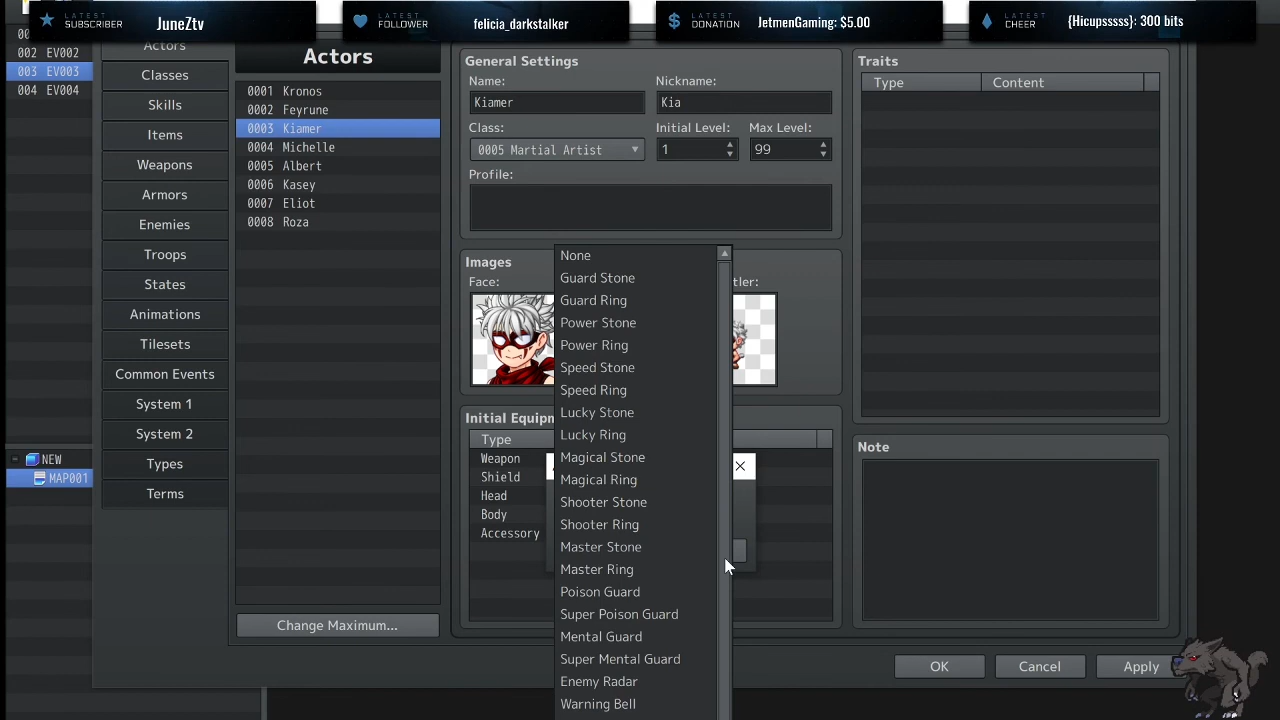 LATEST
SUBSCRIBER
JuneZtv
LATEST
FOLLOWER
felicia_darkstalker
LATEST
DONATION
JetmenGaming: $5.00
LATEST
CHEER
{Hicupsssss}: 300 bits
002 EV002
003 EV003
004 EV004
NEW
MAP001
Actors
Classes
Skills
Items
Weapons
Armors
Enemies
Troops
States
Animations
Tilesets
Common Events
System 1
System 2
Types
Terms
Actors
0001 Kronos
0002 Feyrune
0003 Kiamer
0004 Michelle
0005 Albert
0006 Kasey
0007 Eliot
0008 Roza
Change Maximum...
General Settings
Name:
Nickname:
Kiamer
Kia
Class:
Initial Level:
Max Level:
0005 Martial Artist
1
99
Profile:
Images
Face:
tler:
Initial Equipm
Type
Weapon
Shield
Head
Body
Accessory
None
Guard Stone
Guard Ring
Power Stone
Power Ring
Speed Stone
Speed Ring
Lucky Stone
Lucky Ring
Magical Stone
Magical Ring
Shooter Stone
Shooter Ring
Master Stone
Master Ring
Poison Guard
Super Poison Guard
Mental Guard
Super Mental Guard
Enemy Radar
Warning Bell
Traits
Type
Content
Note
OK
Cancel
Apply